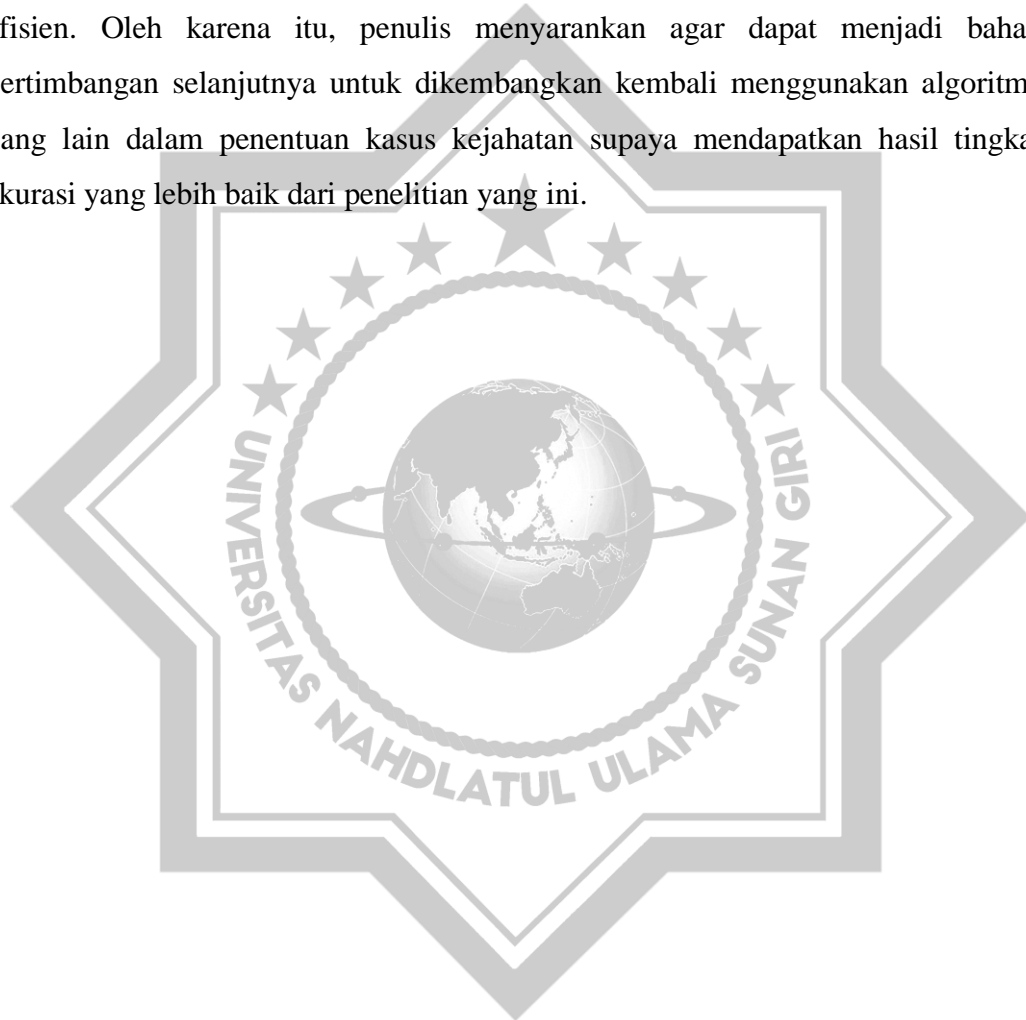 fisien. Oleh karena itu, penulis menyarankan agar dapat menjadi baha
ertimbangan selanjutnya untuk dikembangkan kembali menggunakan algoritm
ang lain dalam penentuan kasus kejahatan supaya mendapatkan hasil tingka
kurasi yang lebih baik dari penelitian yang ini.
UNIVERSITAS NAHDLATUL ULAMA SUNAN GIRI